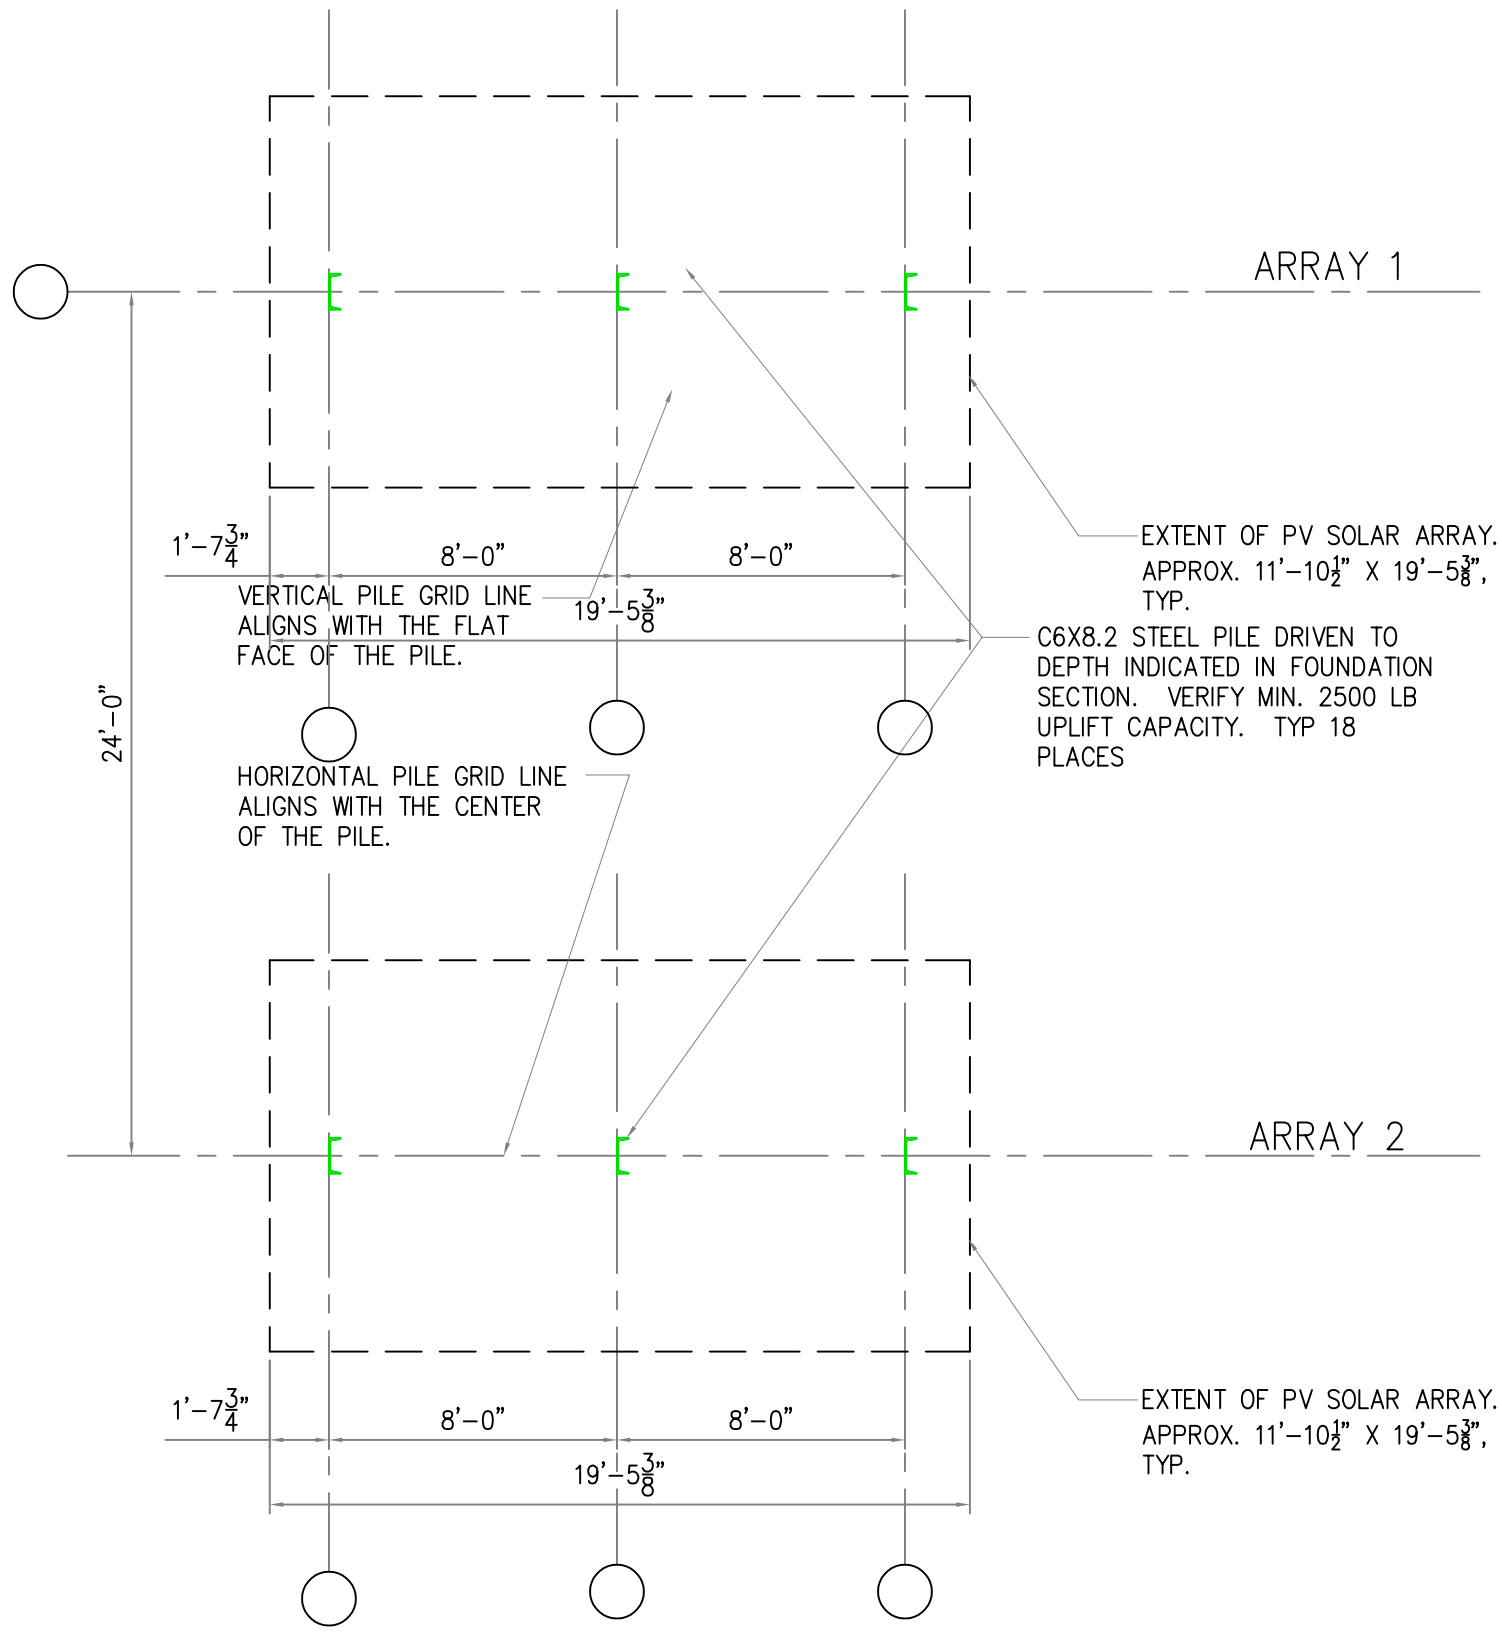 ARRAY 1
EXTENT OF PV SOLAR ARRAY.
APPROX. 11'-10½" X 19'-5⅜",
TYP.
1'-7¾"
8'-0"
8'-0"
VERTICAL PILE GRID LINE
ALIGNS WITH THE FLAT
FACE OF THE PILE.
19'-5⅜"
C6X8.2 STEEL PILE DRIVEN TO
DEPTH INDICATED IN FOUNDATION
SECTION. VERIFY MIN. 2500 LB
UPLIFT CAPACITY. TYP 18
PLACES
24'-0"
HORIZONTAL PILE GRID LINE
ALIGNS WITH THE CENTER
OF THE PILE.
ARRAY 2
EXTENT OF PV SOLAR ARRAY.
APPROX. 11'-10½" X 19'-5⅜",
TYP.
1'-7¾"
8'-0"
8'-0"
19'-5⅜"